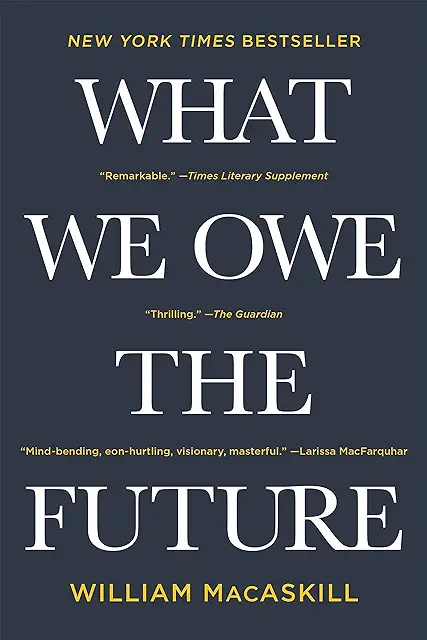 NEW YORK TIMES BESTSELLER
WHAT
“Remarkable.” —Times Literary Supplement
WE OWE
“Thrilling.” —The Guardian
THE
“Mind-bending, eon-hurtling, visionary, masterful.” —Larissa MacFarquhar
FUTURE
WILLIAM MACASKILL